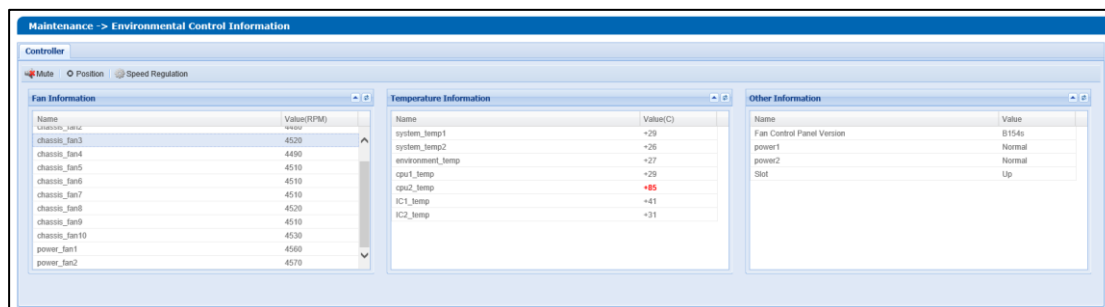 Maintenance -> Environmental Control Information
Controller
Mute Position Speed Regulation
Fan Information
Name Value(RPM)
chassis_fan2 4480
chassis_fan3 4520
chassis_fan4 4490
chassis_fan5 4510
chassis_fan6 4510
chassis_fan7 4510
chassis_fan8 4520
chassis_fan9 4510
chassis_fan10 4530
power_fan1 4560
power_fan2 4570
Temperature Information
Name Value(C)
system_temp1 +29
system_temp2 +26
environment_temp +27
cpu1_temp +29
cpu2_temp +85
IC1_temp +41
IC2_temp +31
Other Information
Name Value
Fan Control Panel Version B154s
power1 Normal
power2 Normal
Slot Up